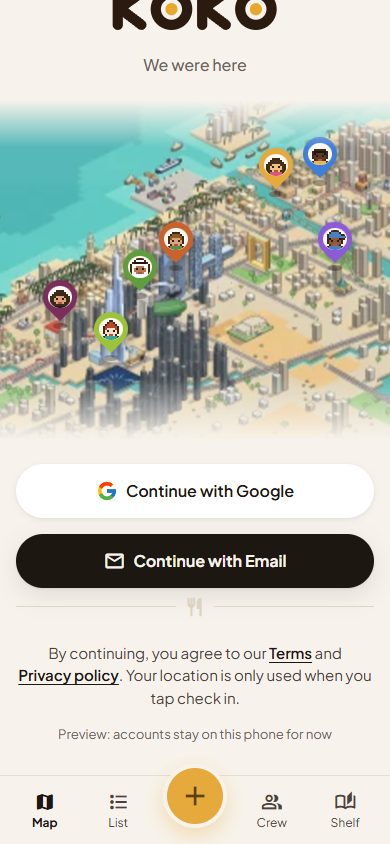 KOKO
We were here
Continue with Google
Continue with Email
By continuing, you agree to our Terms and
Privacy policy. Your location is only used when you
tap check in.
Preview: accounts stay on this phone for now
Map
List
Crew
Shelf